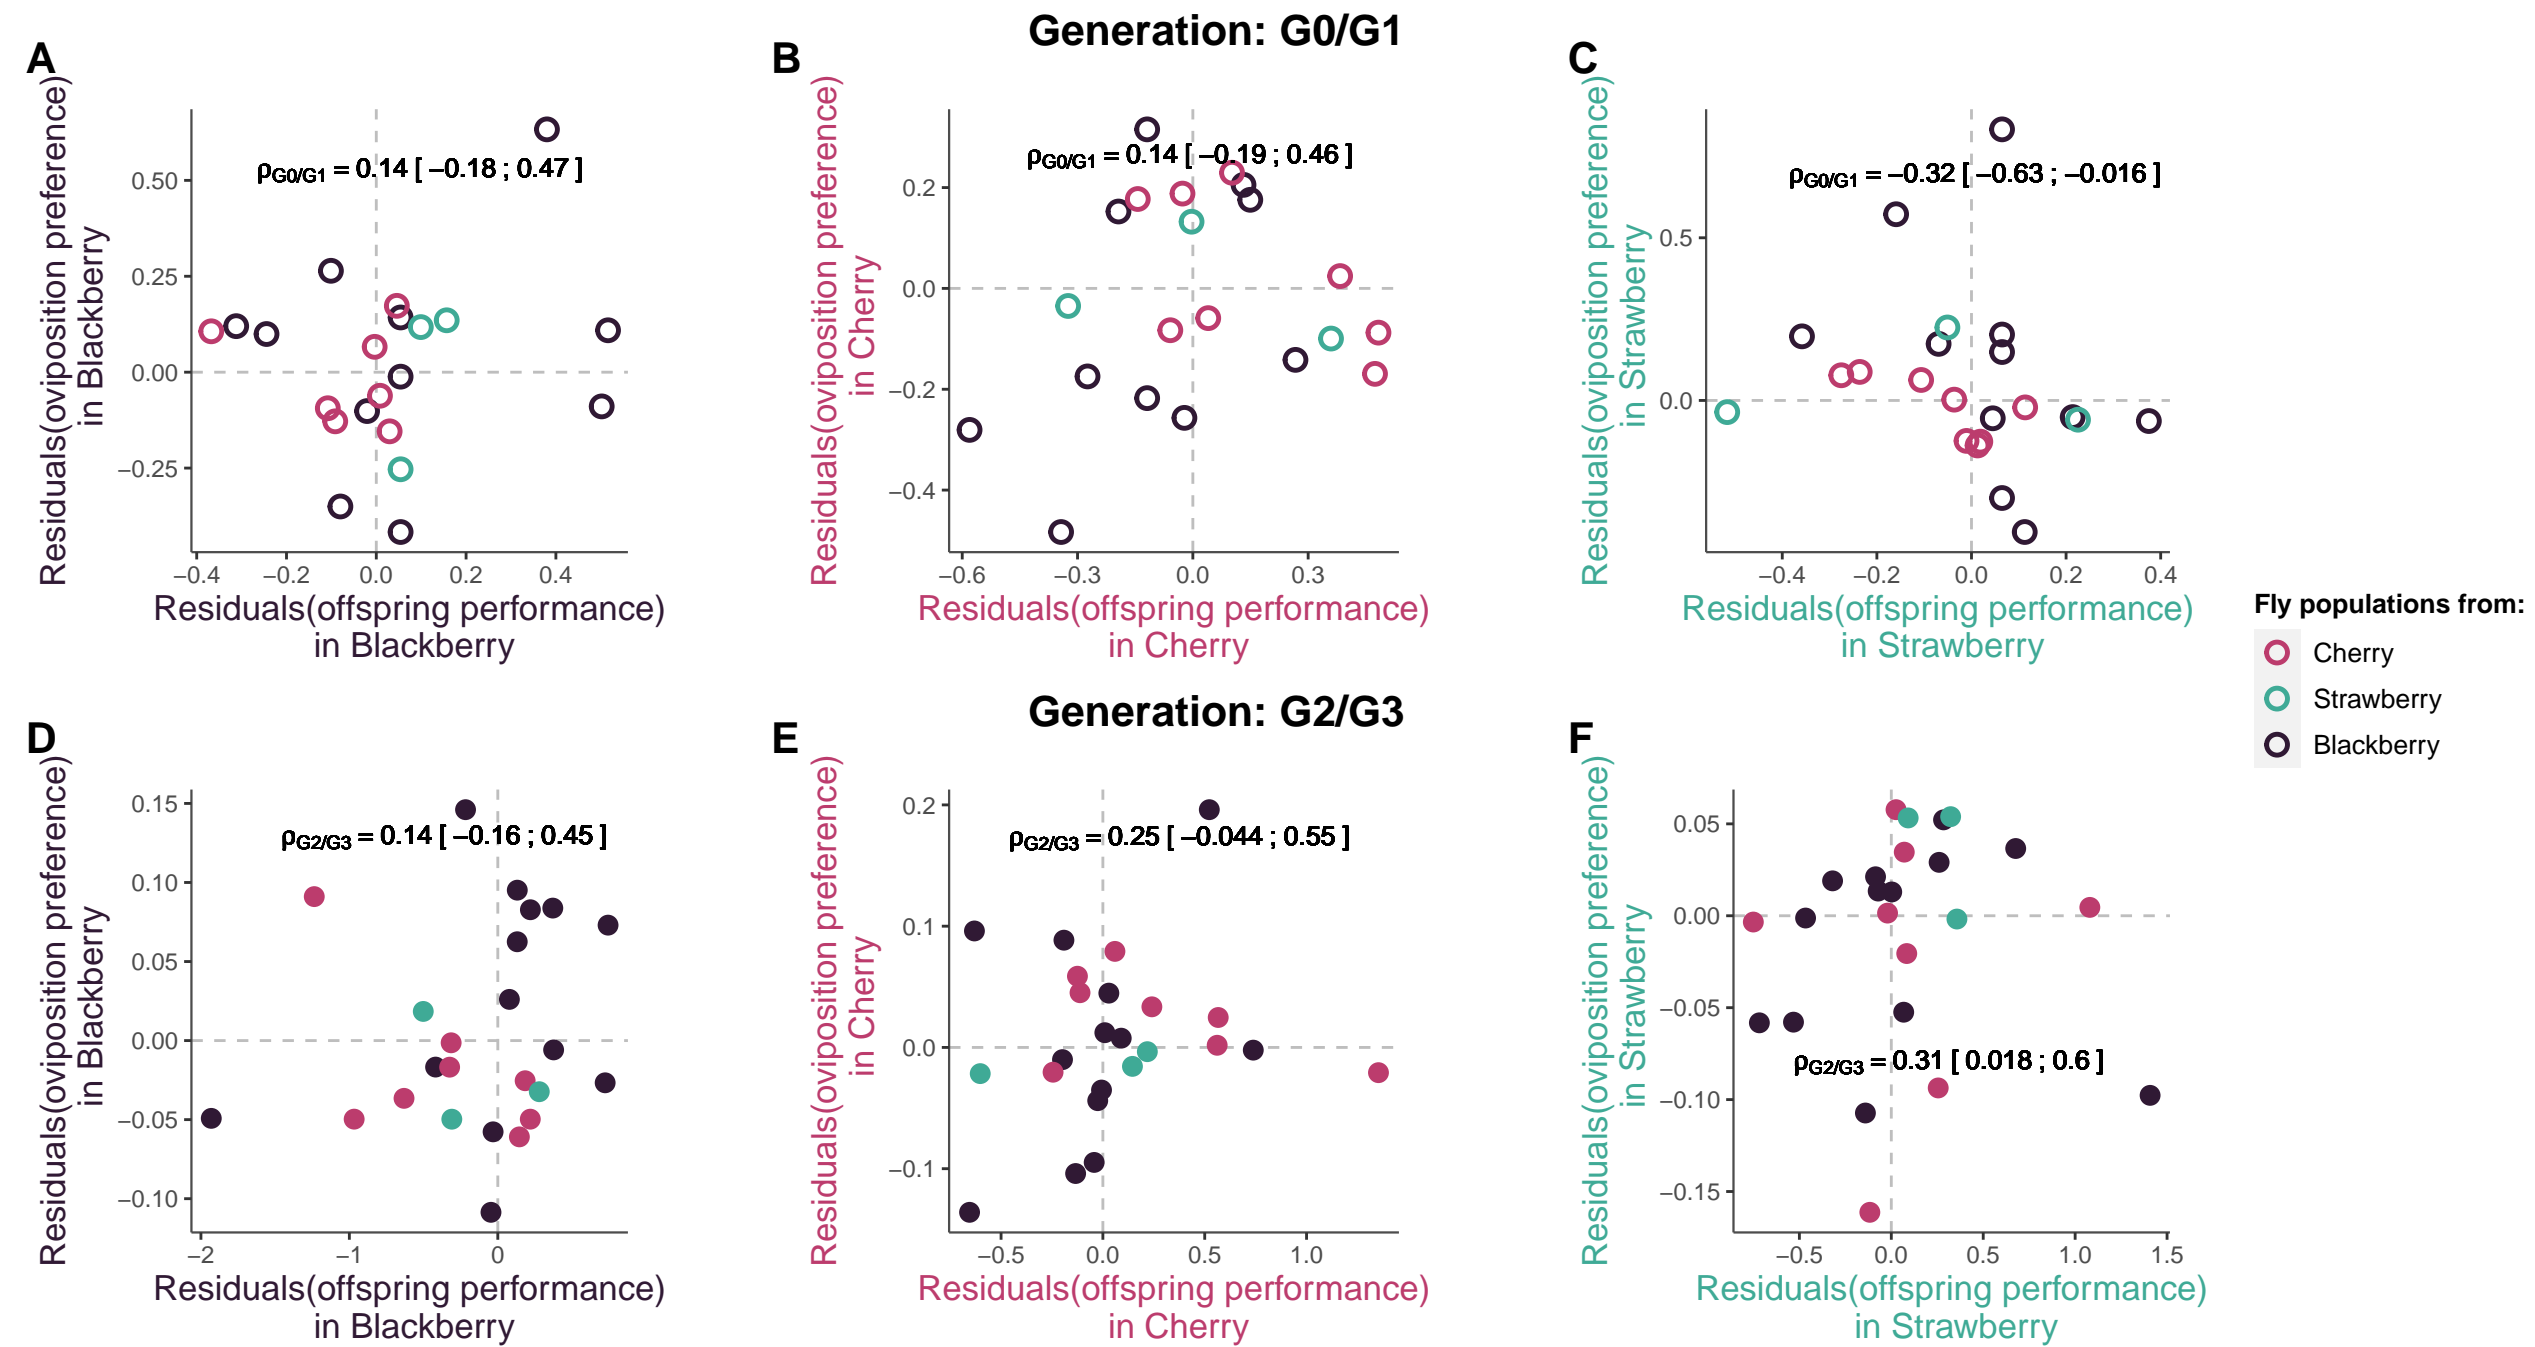 Generation: G0/G1
A
B
C
Residuals(oviposition preference)
in Blackberry
0.50
0.25
0.00
−0.25
ρG0/G1 = 0.14 [ −0.18 ; 0.47 ]
−0.4 −0.2 0.0 0.2 0.4
Residuals(offspring performance)
in Blackberry
Residuals(oviposition preference)
in Cherry
0.2
0.0
−0.2
−0.4
ρG0/G1 = 0.14 [ −0.19 ; 0.46 ]
−0.6 −0.3 0.0 0.3
Residuals(offspring performance)
in Cherry
Residuals(oviposition preference)
in Strawberry
0.5
0.0
ρG0/G1 = −0.32 [ −0.63 ; −0.016 ]
−0.4 −0.2 0.0 0.2 0.4
Residuals(offspring performance)
in Strawberry
Fly populations from:
Cherry
Strawberry
Blackberry
Generation: G2/G3
D
E
F
Residuals(oviposition preference)
in Blackberry
0.15
0.10
0.05
0.00
−0.05
−0.10
ρG2/G3 = 0.14 [ −0.16 ; 0.45 ]
−2 −1 0
Residuals(offspring performance)
in Blackberry
Residuals(oviposition preference)
in Cherry
0.2
0.1
0.0
−0.1
ρG2/G3 = 0.25 [ −0.044 ; 0.55 ]
−0.5 0.0 0.5 1.0
Residuals(offspring performance)
in Cherry
Residuals(oviposition preference)
in Strawberry
0.05
0.00
−0.05
−0.10
−0.15
ρG2/G3 = 0.31 [ 0.018 ; 0.6 ]
−0.5 0.0 0.5 1.0 1.5
Residuals(offspring performance)
in Strawberry